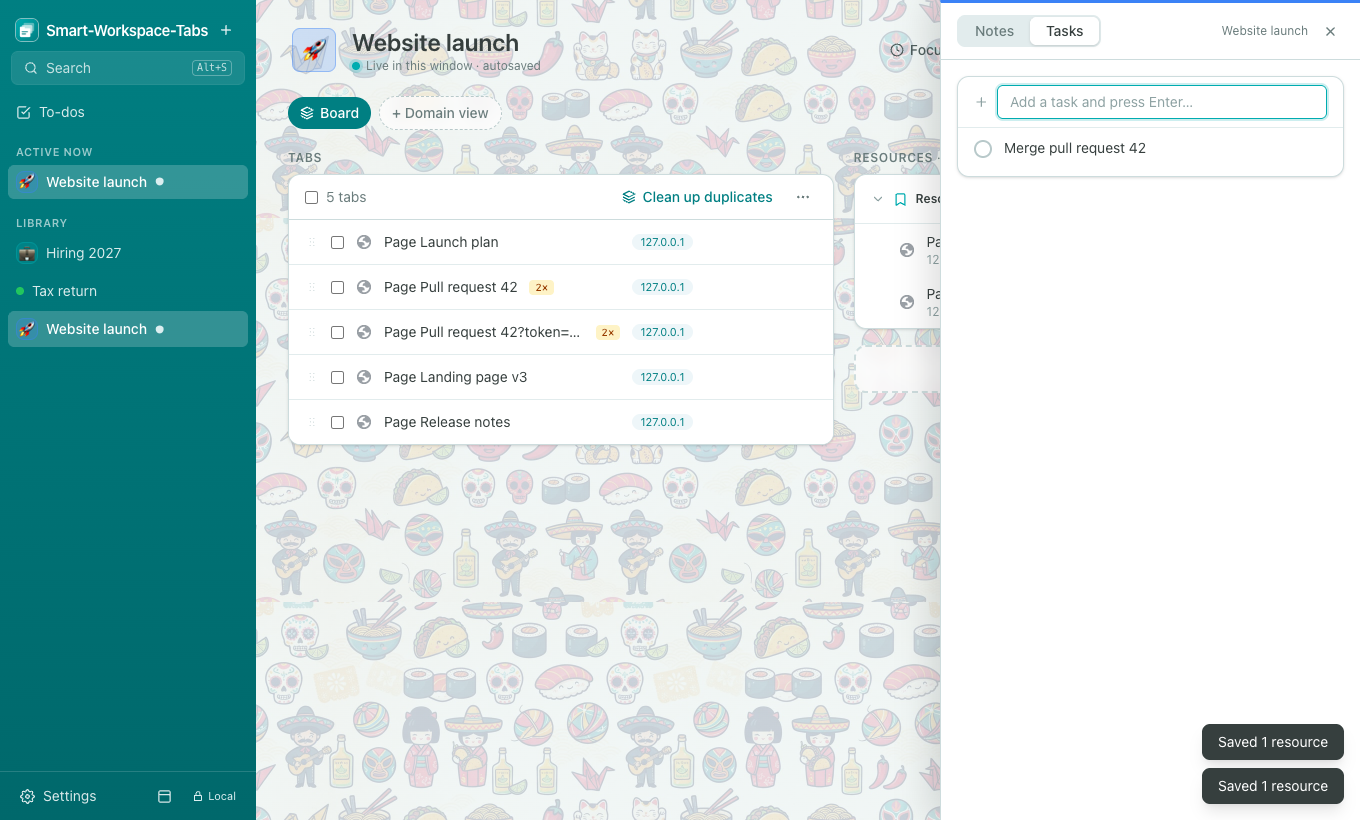 Smart-Workspace-Tabs
Search Alt+S
To-dos
ACTIVE NOW
Website launch
LIBRARY
Hiring 2027
Tax return
Website launch
Settings
Local
Website launch
Live in this window · autosaved
Board
+ Domain view
TABS
5 tabs
Clean up duplicates
Page Launch plan 127.0.0.1
Page Pull request 42 2× 127.0.0.1
Page Pull request 42?token=... 2× 127.0.0.1
Page Landing page v3 127.0.0.1
Page Release notes 127.0.0.1
RESOURCES
Notes
Tasks
Website launch
Add a task and press Enter...
Merge pull request 42
Saved 1 resource
Saved 1 resource